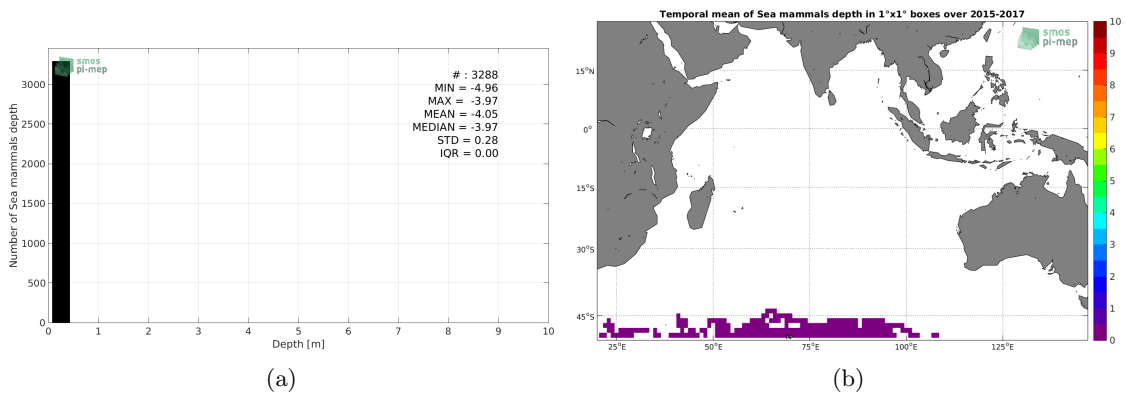 smos
pi-mep
# : 3288
MIN = -4.96
MAX = -3.97
MEAN = -4.05
MEDIAN = -3.97
STD = 0.28
IQR = 0.00
Number of Sea mammals depth
3000
2500
2000
1500
1000
500
0
0 1 2 3 4 5 6 7 8 9 10
Depth [m]
(a)
Temporal mean of Sea mammals depth in 1°x1° boxes over 2015-2017
smos
pi-mep
15°N
0°
15°S
30°S
45°S
25°E 50°E 75°E 100°E 125°E
10
9
8
7
6
5
4
3
2
1
0
(b)